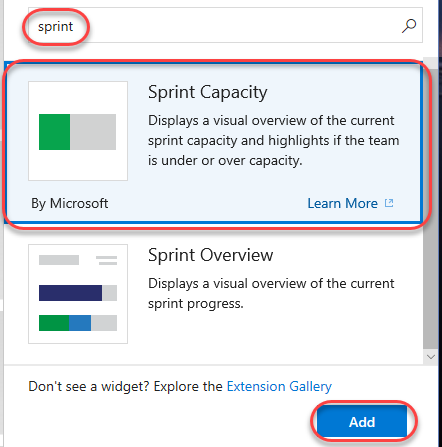 sprint
Sprint Capacity
Displays a visual overview of the current
sprint capacity and highlights if the team
is under or over capacity.
By Microsoft
Learn More
Sprint Overview
Displays a visual overview of the current
sprint progress.
Don't see a widget? Explore the Extension Gallery
Add